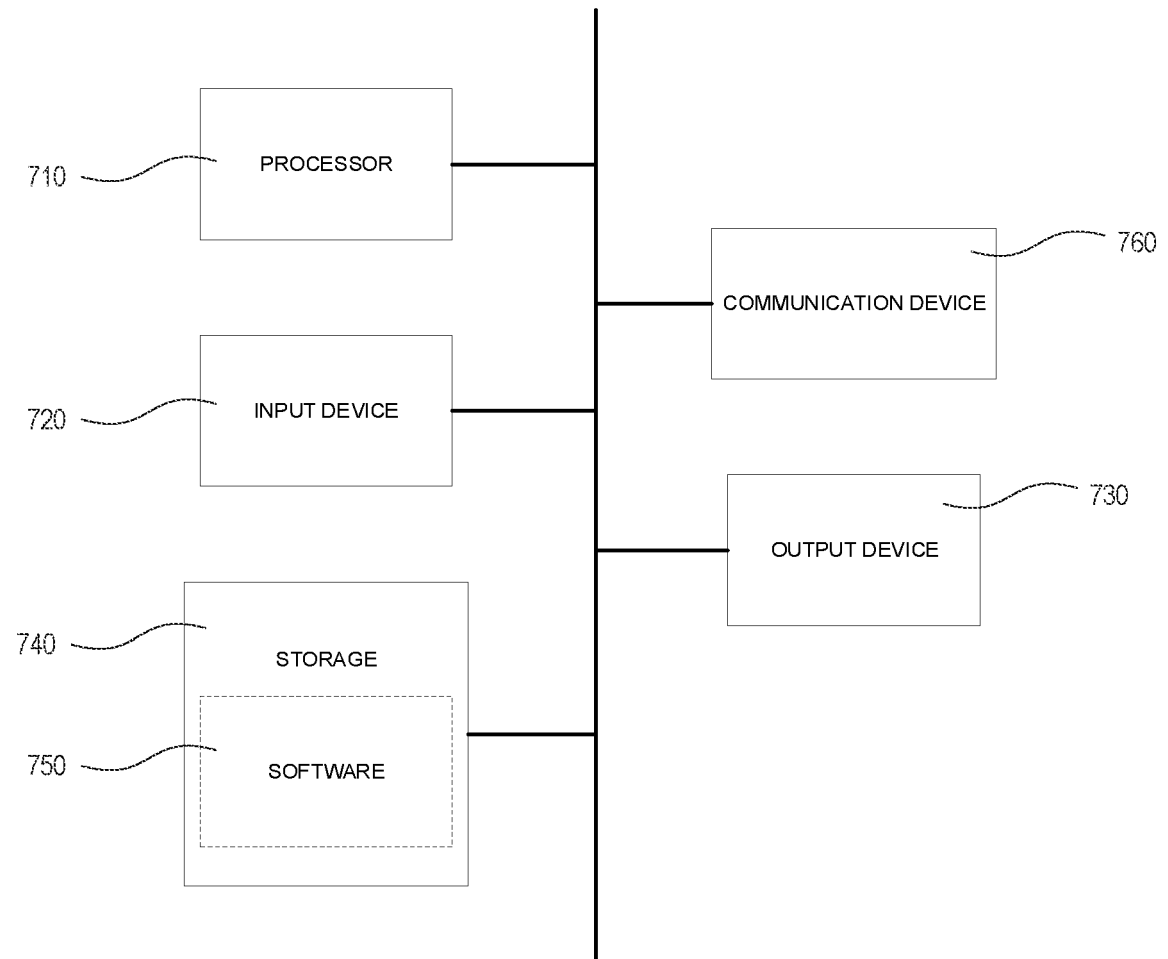 710
PROCESSOR
760
COMMUNICATION DEVICE
720
INPUT DEVICE
730
OUTPUT DEVICE
740
STORAGE
750
SOFTWARE